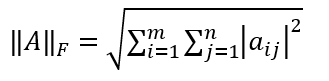 ‖A‖_F = √(∑_{i=1}^{m} ∑_{j=1}^{n} |a_{ij}|^2)